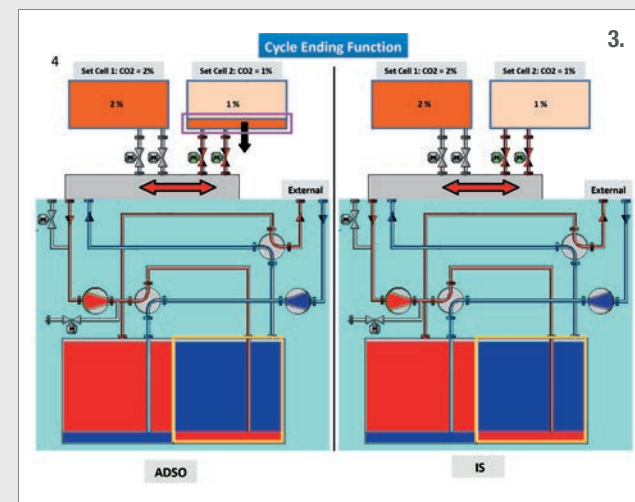 3.
Cycle Ending Function
4
Set Cell 1: CO2 = 2%
Set Cell 2: CO2 = 1%
2 %
1 %
M
M
M
External
M
ADSO
Set Cell 1: CO2 = 2%
Set Cell 2: CO2 = 1%
2 %
1 %
M
M
M
External
M
IS